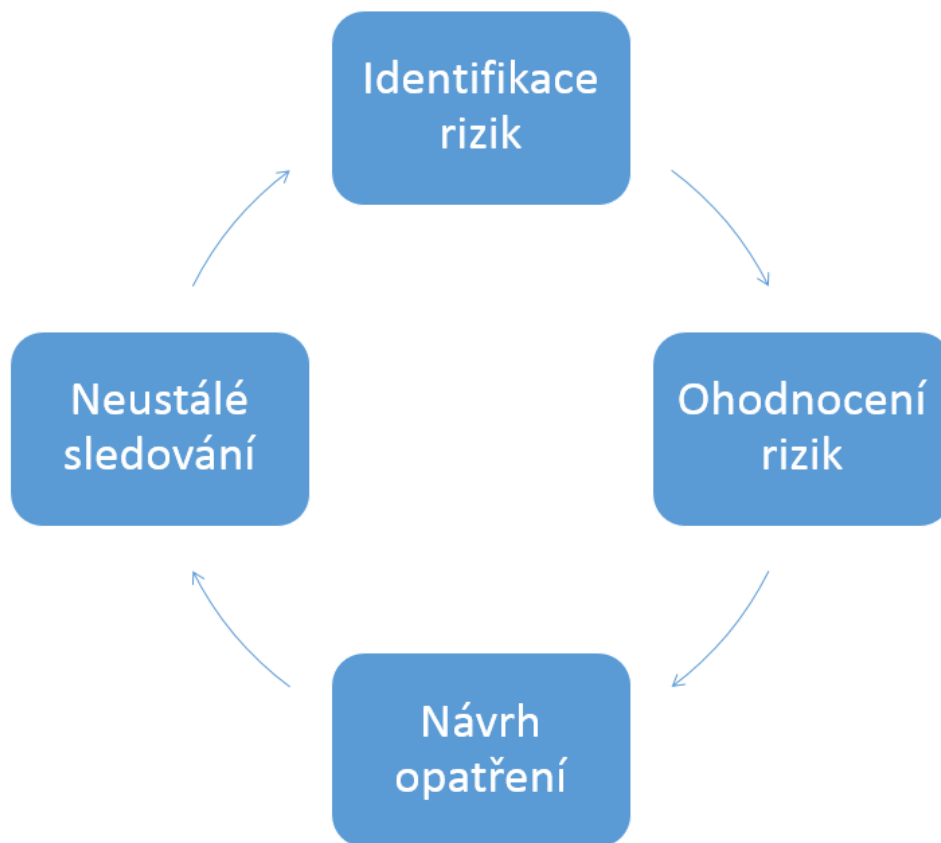 Identifikace
rizik
Ohodnocení
rizik
Návrh
opatření
Neustálé
sledování